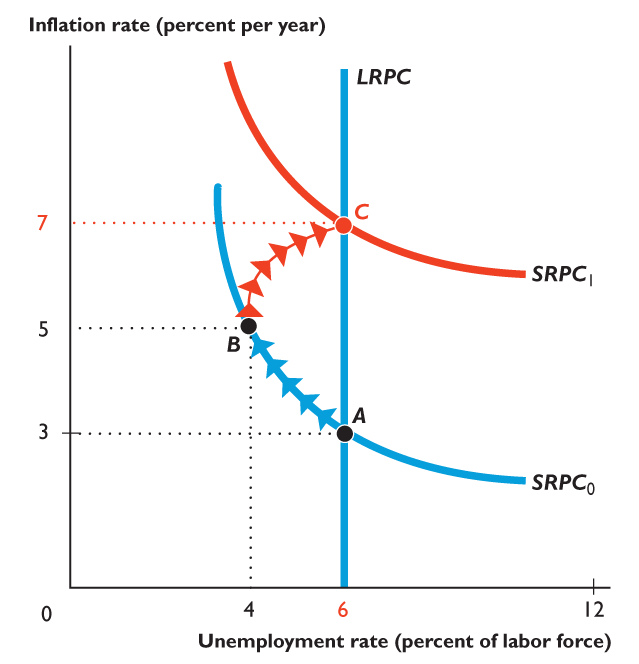 Inflation rate (percent per year)
LRPC
C
7
SRPC1
5
B
A
3
SRPC0
0
4
6
12
Unemployment rate (percent of labor force)